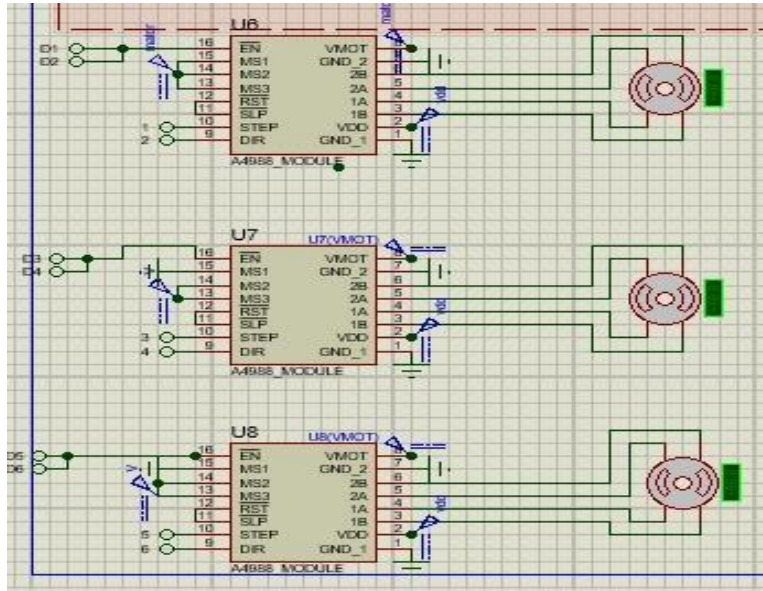 U6
D1 16 EN VMOT 8
D2 15 MS1 GND_2
14 MS2 2B
13 MS3 2A 5
12 RST 1A 4
11 SLP 1B 3
1 10 STEP VDD 2
2 9 DIR GND_1 1
A4988_MODULE
vdd
U7
U7(VMOT)
D3 16 EN VMOT 8
D4 15 MS1 GND_2 7
14 MS2 2B 6
13 MS3 2A 5
12 RST 1A 4
11 SLP 1B 3
3 10 STEP VDD 2
4 9 DIR GND_1 1
A4988_MODULE
vdd
U8
U8(VMOT)
D5 16 EN VMOT 8
D6 15 MS1 GND_2 7
14 MS2 2B 6
13 MS3 2A 5
12 RST 1A 4
11 SLP 1B 3
5 10 STEP VDD 2
6 9 DIR GND_1 1
A4988_MODULE
vdd